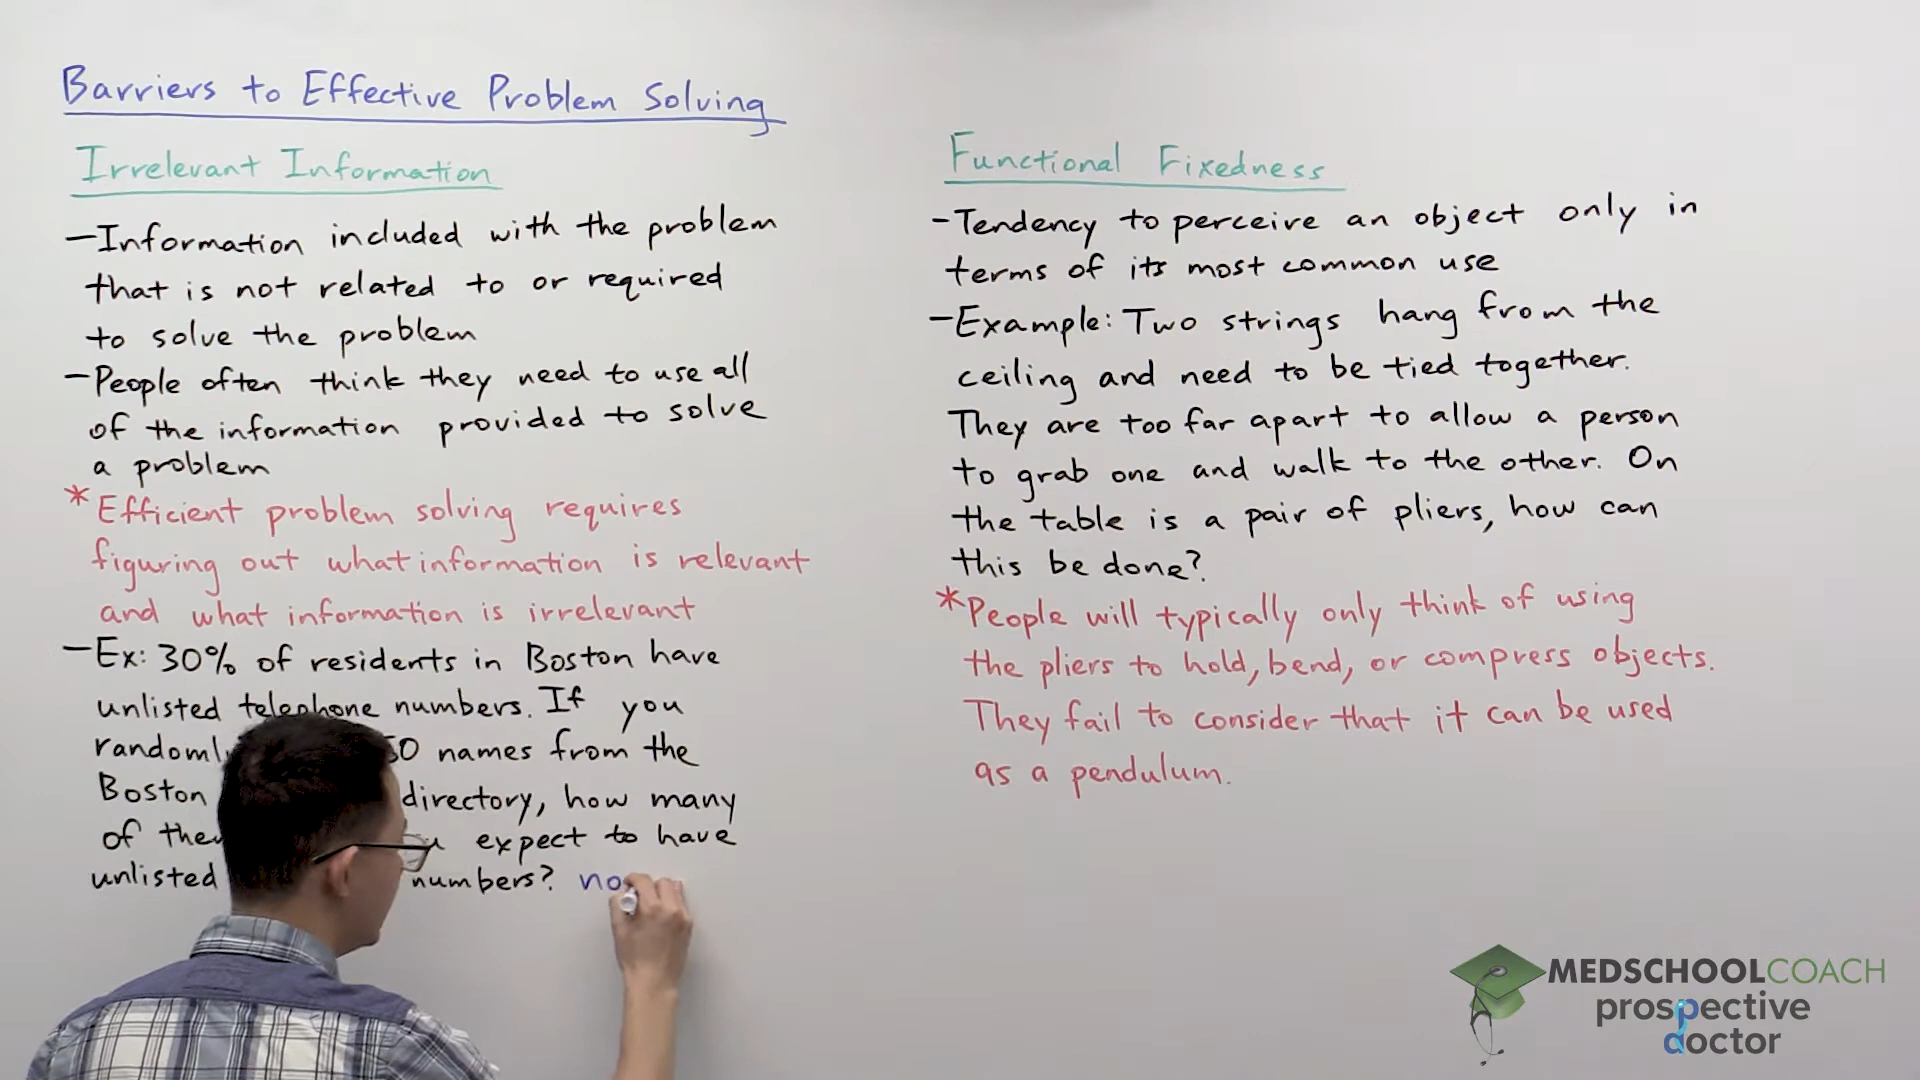 Barriers to Effective Problem Solving
Irrelevant Information
-Information included with the problem
that is not related to or required
to solve the problem
-People often think they need to use all
of the information provided to solve
a problem
*Efficient problem solving requires
figuring out what information is relevant
and what information is irrelevant
-Ex: 30% of residents in Boston have
unlisted telephone numbers. If you
50 names from the
Boston directory, how many
of expect to have
unlisted numbers? no
Functional Fixedness
-Tendency to perceive an object only in
terms of its most common use
-Example: Two strings hang from the
ceiling and need to be tied together.
They are too far apart to allow a person
to grab one and walk to the other. On
the table is a pair of pliers, how can
this be done?
*People will typically only think of using
the pliers to hold, bend, or compress objects.
They fail to consider that it can be used
as a pendulum.
MEDSCHOOLCOACH
prospective
doctor